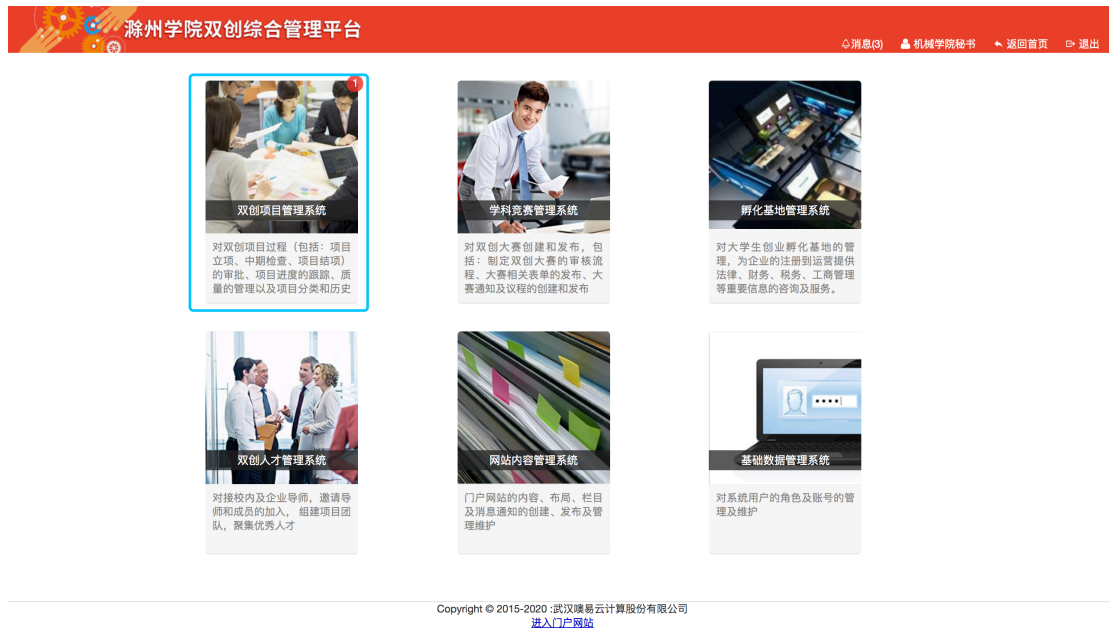 滁州学院双创综合管理平台
消息(3) 机械学院秘书 返回首页 退出
1
双创项目管理系统
对双创项目过程（包括：项目
立项、中期检查、项目结项）
的审批、项目进度的跟踪、质
量的管理以及项目分类和历史
学科竞赛管理系统
对双创大赛创建和发布，包
括：制定双创大赛的审核流
程、大赛相关表单的发布、大
赛通知及议程的创建和发布
孵化基地管理系统
对大学生创业孵化基地的管
理，为企业的注册到运营提供
法律、财务、税务、工商管理
等重要信息的咨询及服务。
双创人才管理系统
对接校内及企业导师，邀请导
师和成员的加入， 组建项目团
队，聚集优秀人才
网站内容管理系统
门户网站的内容、布局、栏目
及消息通知的创建、发布及管
理维护
基础数据管理系统
对系统用户的角色及账号的管
理及维护
Copyright © 2015-2020 :武汉噢易云计算股份有限公司
进入门户网站